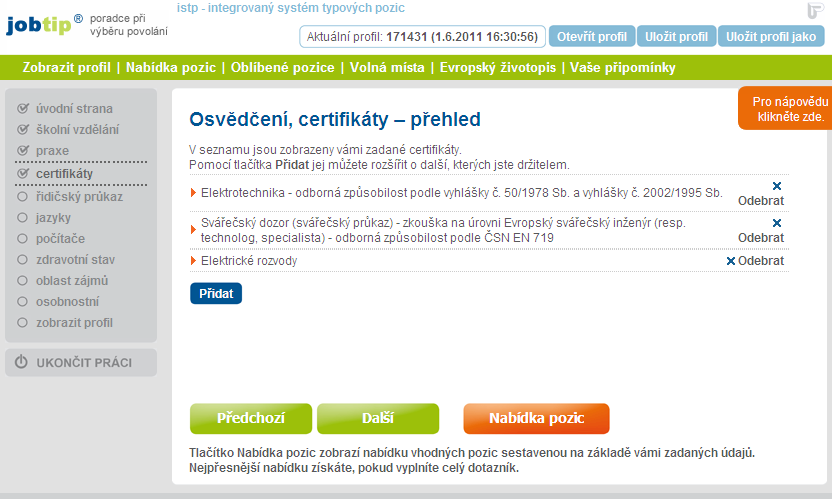 istp - integrovaný systém typových pozic
jobtip® poradce při
výběru povolání
Aktuální profil: 171431 (1.6.2011 16:30:56)
Otevřít profil
Uložit profil
Uložit profil jako
Zobrazit profil | Nabídka pozic | Oblíbené pozice | Volná místa | Evropský životopis | Vaše připomínky
úvodní strana
školní vzdělání
praxe
certifikáty
řidičský průkaz
jazyky
počítače
zdravotní stav
oblast zájmů
osobnostní
zobrazit profil
UKONČIT PRÁCI
Pro nápovědu
klikněte zde.
Osvědčení, certifikáty – přehled
V seznamu jsou zobrazeny vámi zadané certifikáty.
Pomocí tlačítka Přidat jej můžete rozšířit o další, kterých jste držitelem.
Elektrotechnika - odborná způsobilost podle vyhlášky č. 50/1978 Sb. a vyhlášky č. 2002/1995 Sb.
Odebrat
Svářečský dozor (svářečský průkaz) - zkouška na úrovni Evropský svářečský inženýr (resp.
technolog, specialista) - odborná způsobilost podle ČSN EN 719
Odebrat
Elektrické rozvody
Odebrat
Přidat
Předchozí
Další
Nabídka pozic
Tlačítko Nabídka pozic zobrazí nabídku vhodných pozic sestavenou na základě vámi zadaných údajů.
Nejpřesnější nabídku získáte, pokud vyplníte celý dotazník.